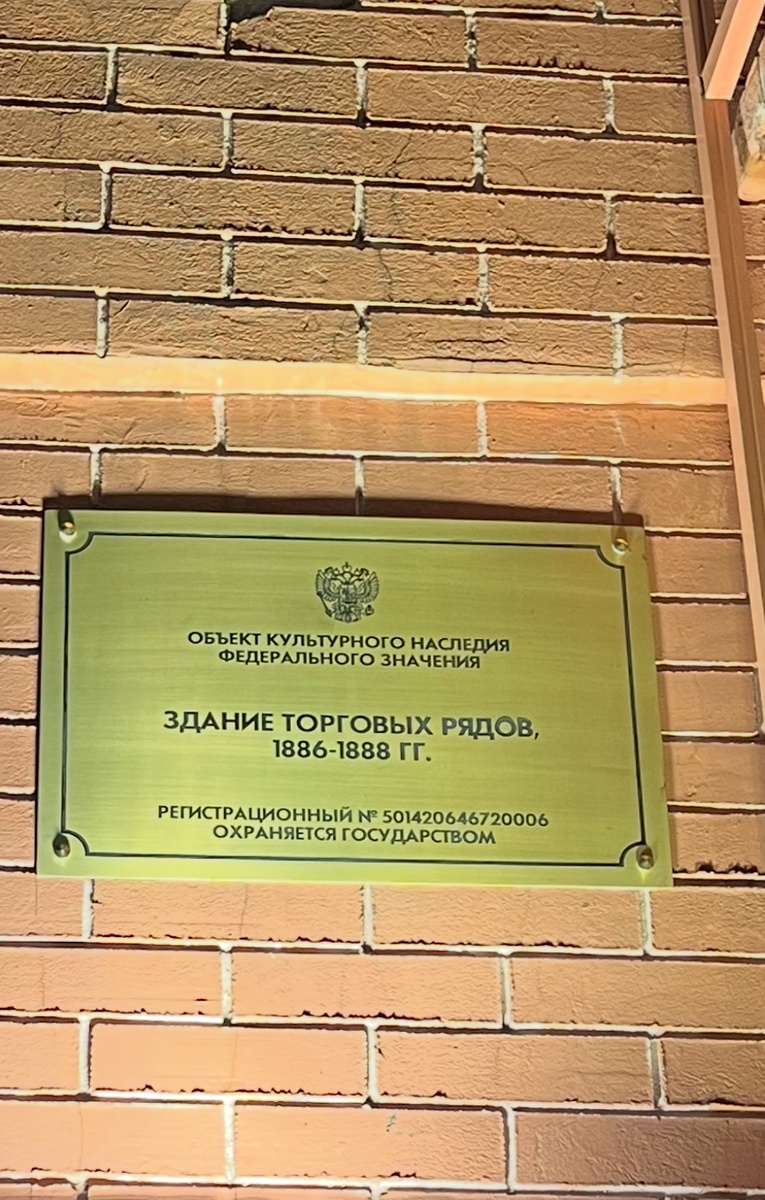 ОБЪЕКТ КУЛЬТУРНОГО НАСЛЕДИЯ
ФЕДЕРАЛЬНОГО ЗНАЧЕНИЯ
ЗДАНИЕ ТОРГОВЫХ РЯДОВ,
1886-1888 ГГ.
РЕГИСТРАЦИОННЫЙ № 501420646720006
ОХРАНЯЕТСЯ ГОСУДАРСТВОМ